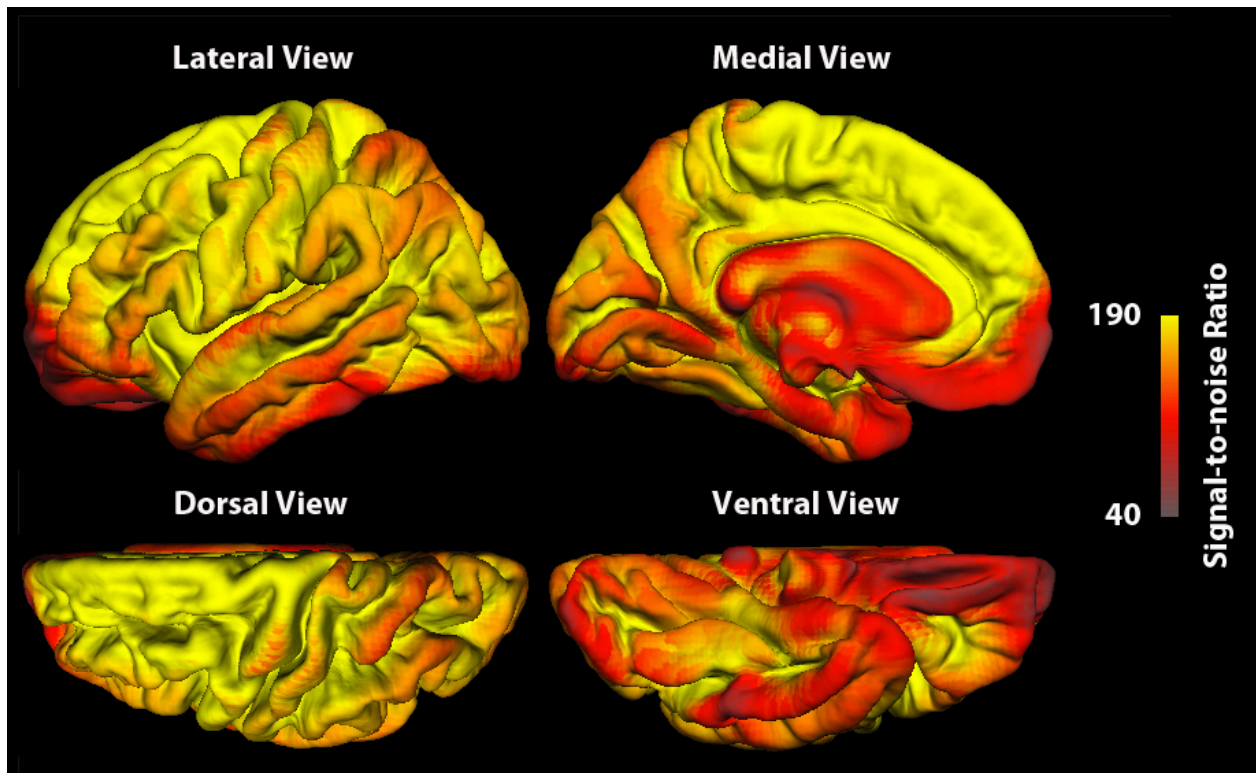 Lateral View
Medial View
Dorsal View
Ventral View
190
40
Signal-to-noise Ratio